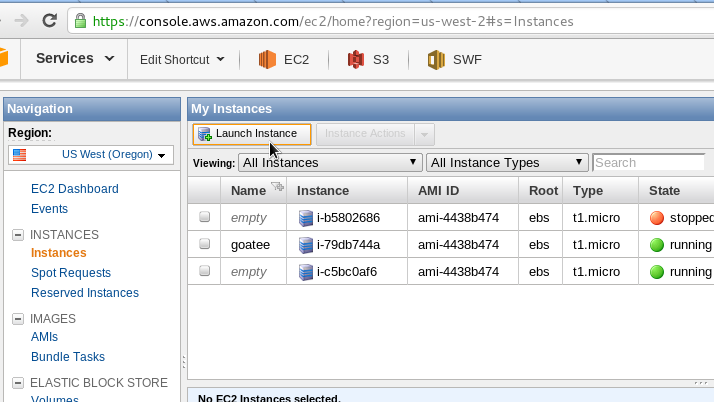 https://console.aws.amazon.com/ec2/home?region=us-west-2#s=Instances
Services Edit Shortcut EC2 S3 SWF
Navigation
Region:
US West (Oregon)
EC2 Dashboard
Events
INSTANCES
Instances
Spot Requests
Reserved Instances
IMAGES
AMIs
Bundle Tasks
ELASTIC BLOCK STORE
Volumes
My Instances
Launch Instance Instance Actions
Viewing: All Instances All Instance Types Search
Name Instance AMI ID Root Type State
empty i-b5802686 ami-4438b474 ebs t1.micro stopped
goatee i-79db744a ami-4438b474 ebs t1.micro running
empty i-c5bc0af6 ami-4438b474 ebs t1.micro running
No EC2 Instances selected.